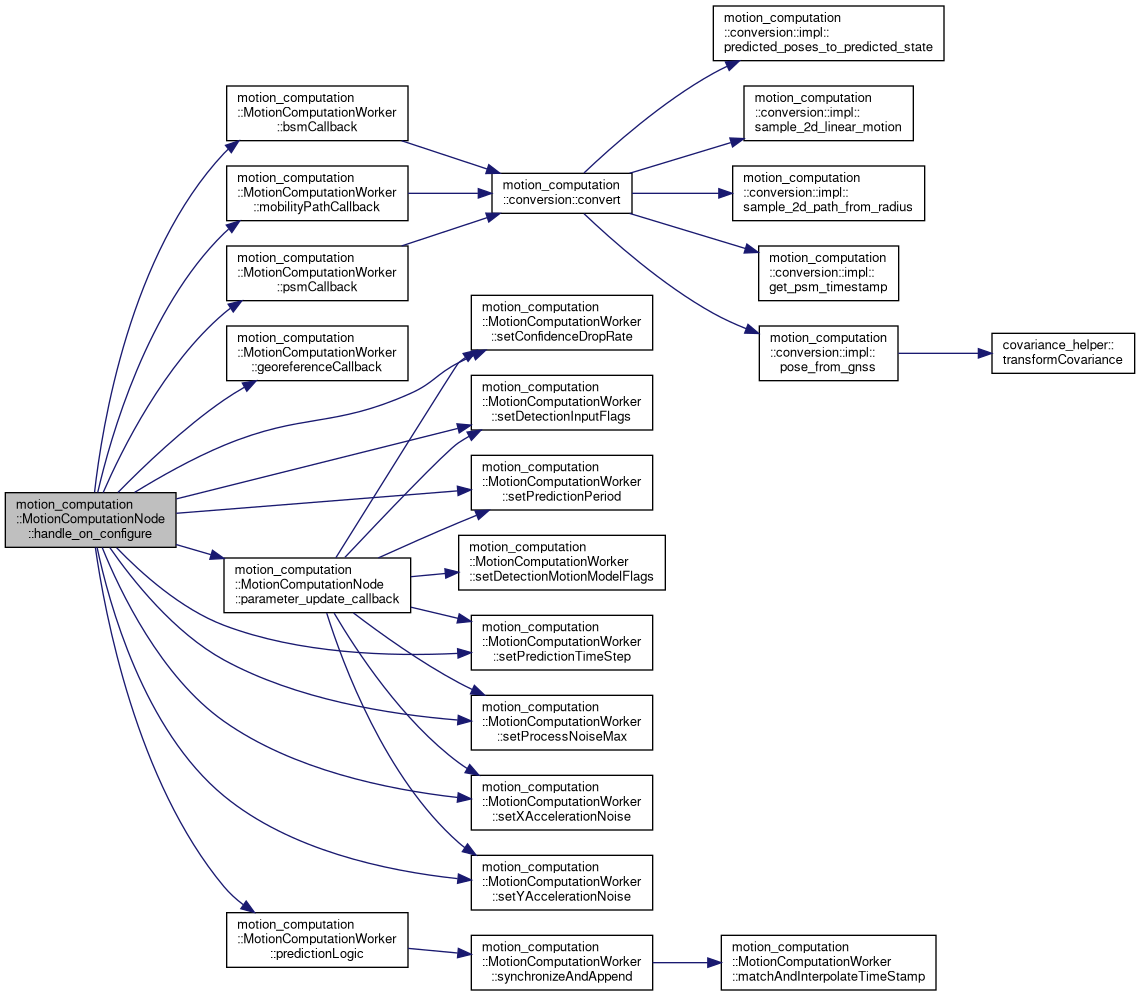 motion_computation
::conversion::impl::
predicted_poses_to_predicted_state
motion_computation
::MotionComputationWorker
::bsmCallback
motion_computation
::conversion::impl::
sample_2d_linear_motion
motion_computation
::MotionComputationWorker
::mobilityPathCallback
motion_computation
::conversion::convert
motion_computation
::conversion::impl::
sample_2d_path_from_radius
motion_computation
::MotionComputationWorker
::psmCallback
motion_computation
::conversion::impl::
get_psm_timestamp
motion_computation
::MotionComputationWorker
::setConfidenceDropRate
motion_computation
::MotionComputationWorker
::georeferenceCallback
motion_computation
::conversion::impl::
pose_from_gnss
covariance_helper::
transformCovariance
motion_computation
::MotionComputationWorker
::setDetectionInputFlags
motion_computation
::MotionComputationWorker
::setPredictionPeriod
motion_computation
::MotionComputationNode
::handle_on_configure
motion_computation
::MotionComputationWorker
::setDetectionMotionModelFlags
motion_computation
::MotionComputationNode
::parameter_update_callback
motion_computation
::MotionComputationWorker
::setPredictionTimeStep
motion_computation
::MotionComputationWorker
::setProcessNoiseMax
motion_computation
::MotionComputationWorker
::setXAccelerationNoise
motion_computation
::MotionComputationWorker
::setYAccelerationNoise
motion_computation
::MotionComputationWorker
::predictionLogic
motion_computation
::MotionComputationWorker
::synchronizeAndAppend
motion_computation
::MotionComputationWorker
::matchAndInterpolateTimeStamp